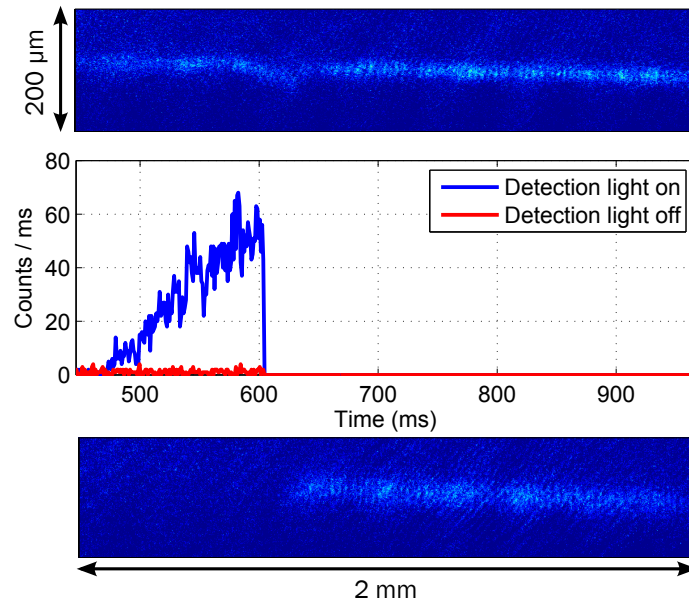 200 µm
80
60
40
20
0
Counts / ms
Detection light on
Detection light off
500 600 700 800 900
Time (ms)
2 mm